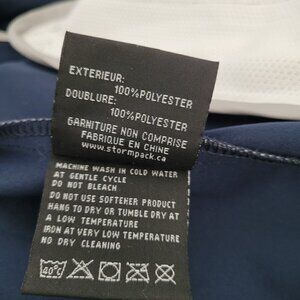 EXTERIEUR:
100%POLYESTER
DOUBLURE:
100%POLYESTER
GARNITURE NON COMPRISE
FABRIQUE EN CHINE
www.stormpack.ca
MACHINE WASH IN COLD WATER
AT GENTLE CYCLE
DO NOT BLEACH
DO NOT USE SOFTENER PRODUCT
HANG TO DRY OR TUMBLE DRY AT
A LOW TEMPERATURE
IRON AT VERY LOW TEMPERATURE
NO DRY CLEANING
40°C